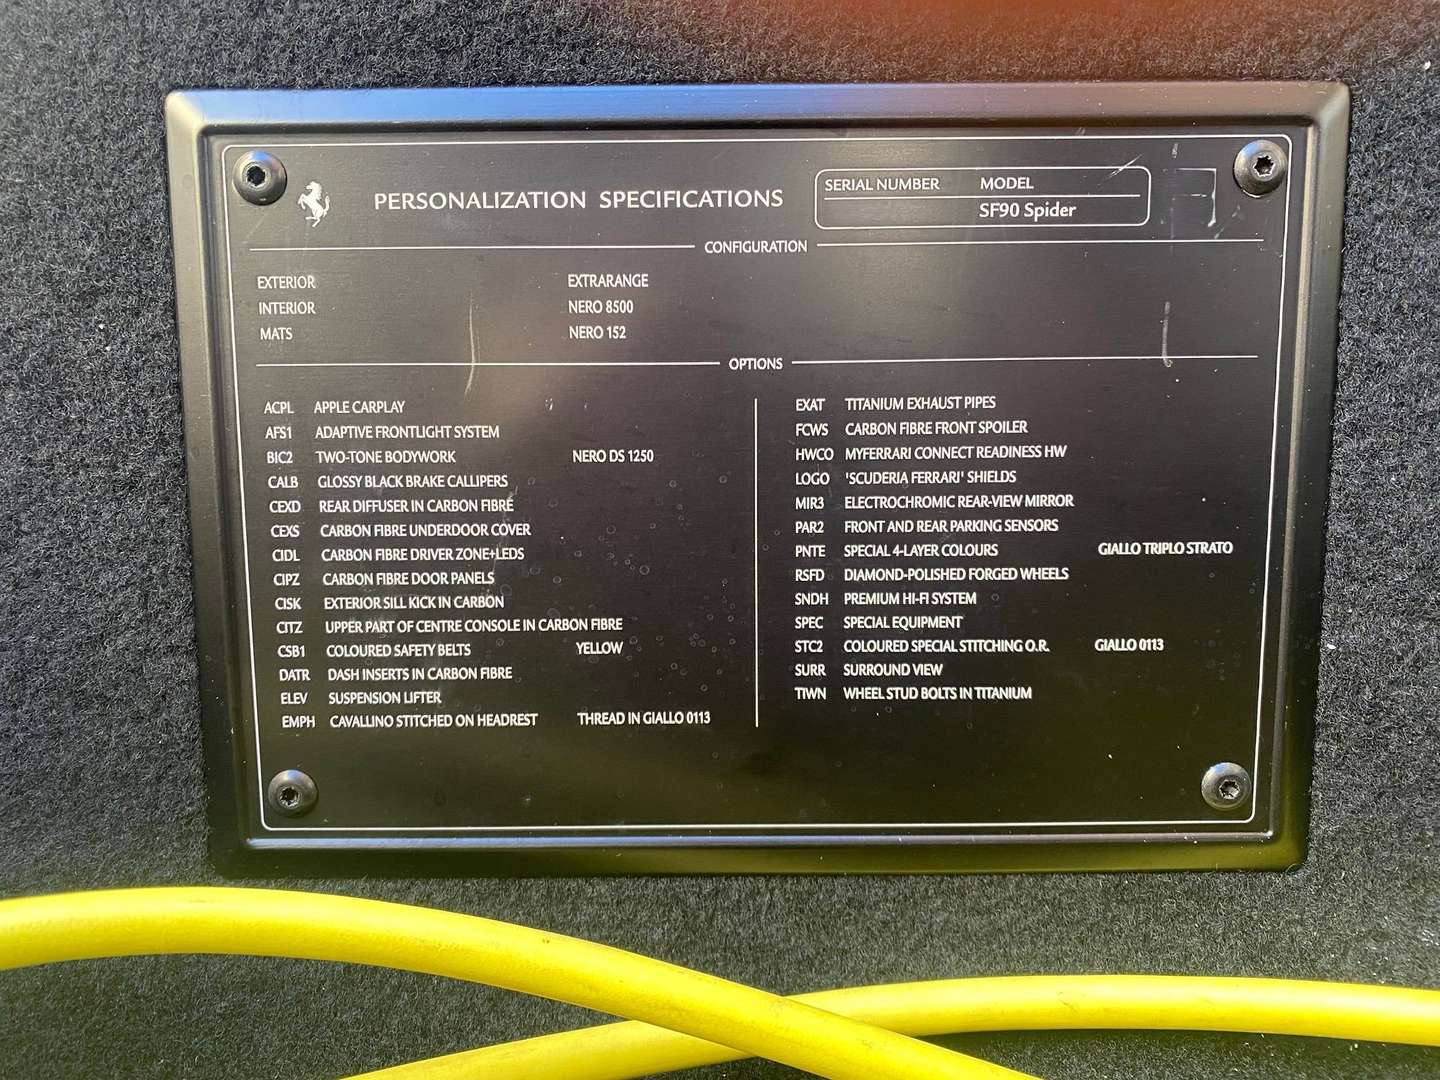 PERSONALIZATION SPECIFICATIONS
SERIAL NUMBER MODEL
SF90 Spider
CONFIGURATION
EXTERIOR EXTRARANGE
INTERIOR NERO 8500
MATS NERO 152
OPTIONS
ACPL APPLE CARPLAY
AFS1 ADAPTIVE FRONTLIGHT SYSTEM
BIC2 TWO-TONE BODYWORK NERO DS 1250
CALB GLOSSY BLACK BRAKE CALLIPERS
CEXD REAR DIFFUSER IN CARBON FIBRE
CEXS CARBON FIBRE UNDERDOOR COVER
CIDL CARBON FIBRE DRIVER ZONE+LEDS
CIPZ CARBON FIBRE DOOR PANELS
CISK EXTERIOR SILL KICK IN CARBON
CITZ UPPER PART OF CENTRE CONSOLE IN CARBON FIBRE
CSB1 COLOURED SAFETY BELTS YELLOW
DATR DASH INSERTS IN CARBON FIBRE
ELEV SUSPENSION LIFTER
EMPH CAVALLINO STITCHED ON HEADREST THREAD IN GIALLO 0113
EXAT TITANIUM EXHAUST PIPES
FCWS CARBON FIBRE FRONT SPOILER
HWCO MYFERRARI CONNECT READINESS HW
LOGO 'SCUDERIA FERRARI' SHIELDS
MIR3 ELECTROCHROMIC REAR-VIEW MIRROR
PAR2 FRONT AND REAR PARKING SENSORS
PNTE SPECIAL 4-LAYER COLOURS GIALLO TRIPLO STRATO
RSFD DIAMOND-POLISHED FORGED WHEELS
SNDH PREMIUM HI-FI SYSTEM
SPEC SPECIAL EQUIPMENT
STC2 COLOURED SPECIAL STITCHING O.R. GIALLO 0113
SURR SURROUND VIEW
TIWN WHEEL STUD BOLTS IN TITANIUM